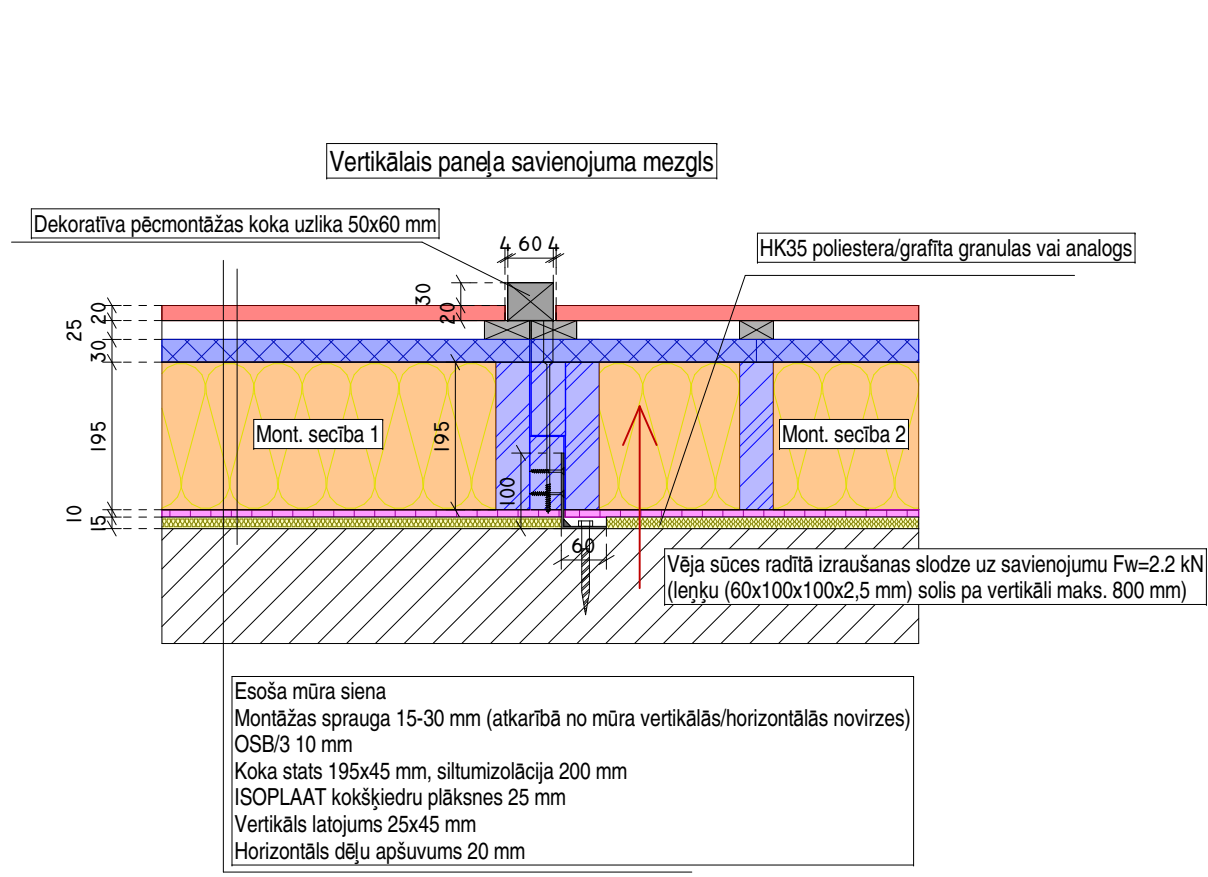 Vertikālais paneļa savienojuma mezgls
Dekoratīva pēcmontāžas koka uzlika 50x60 mm
HK35 poliestera/grafīta granulas vai analogs
4 60 4
30
20
20
25
30
195
10
15
195
100
60
Mont. secība 1
Mont. secība 2
Vēja sūces radītā izraušanas slodze uz savienojumu Fw=2.2 kN
(leņķu (60x100x100x2,5 mm) solis pa vertikāli maks. 800 mm)
Esoša mūra siena
Montāžas sprauga 15-30 mm (atkarībā no mūra vertikālās/horizontālās novirzes)
OSB/3 10 mm
Koka stats 195x45 mm, siltumizolācija 200 mm
ISOPLAAT kokšķiedru plāksnes 25 mm
Vertikāls latojums 25x45 mm
Horizontāls dēļu apšuvums 20 mm